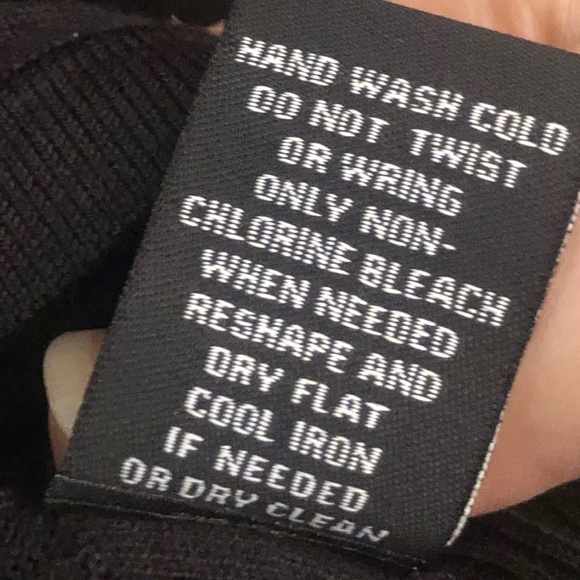 HAND WASH COLD
DO NOT TWIST
OR WRING
ONLY NON-
CHLORINE BLEACH
WHEN NEEDED
RESHAPE AND
DRY FLAT
COOL IRON
IF NEEDED
OR DRY CLEAN